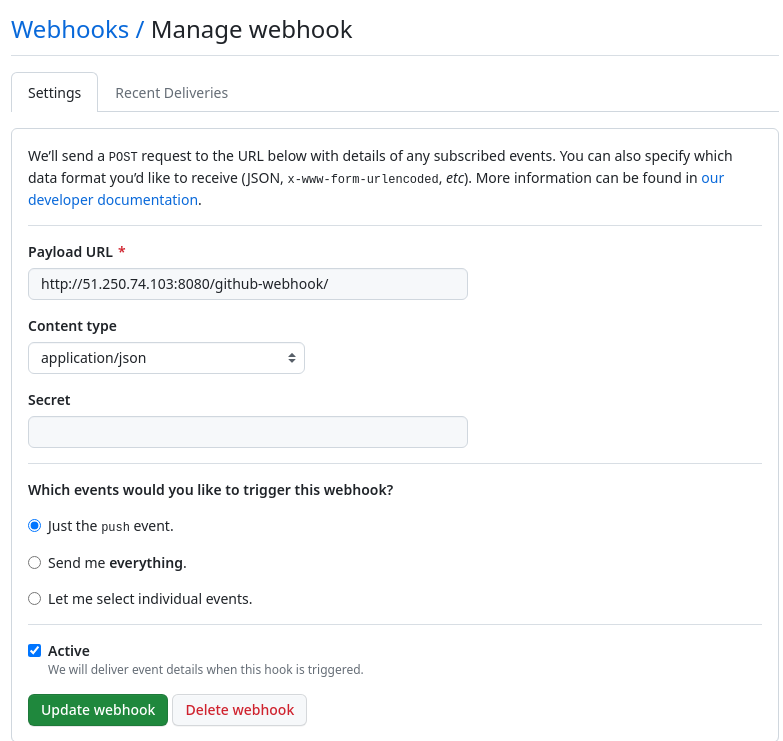 Webhooks / Manage webhook
Settings
Recent Deliveries
We’ll send a POST request to the URL below with details of any subscribed events. You can also specify which
data format you’d like to receive (JSON, x-www-form-urlencoded, etc). More information can be found in our
developer documentation.
Payload URL *
http://51.250.74.103:8080/github-webhook/
Content type
application/json
Secret
Which events would you like to trigger this webhook?
Just the push event.
Send me everything.
Let me select individual events.
Active
We will deliver event details when this hook is triggered.
Update webhook
Delete webhook